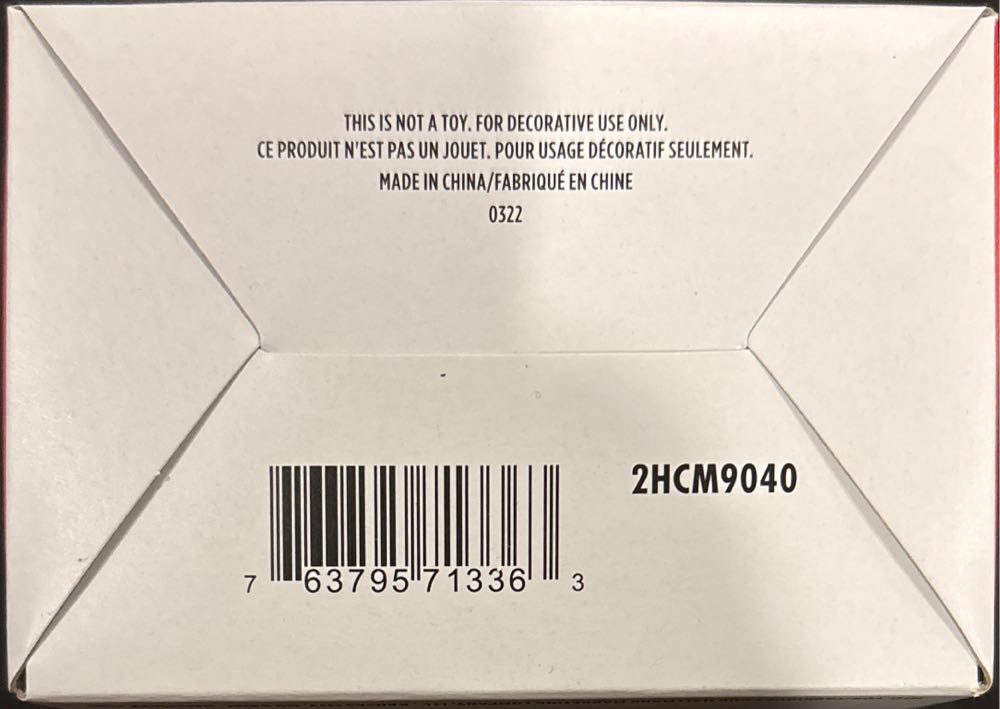 THIS IS NOT A TOY. FOR DECORATIVE USE ONLY.
CE PRODUIT N'EST PAS UN JOUET. POUR USAGE DÉCORATIF SEULEMENT.
MADE IN CHINA/FABRIQUÉ EN CHINE
0322
2HCM9040
7 63795 71336 3